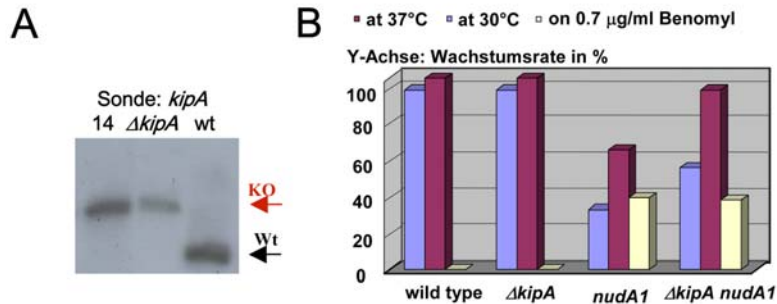 A
Sonde: kipA
14 ΔkipA wt
KO
Wt
B
at 37°C at 30°C on 0.7 µg/ml Benomyl
Y-Achse: Wachstumsrate in %
100
80
60
40
20
0
wild type ΔkipA nudA1 ΔkipA nudA1